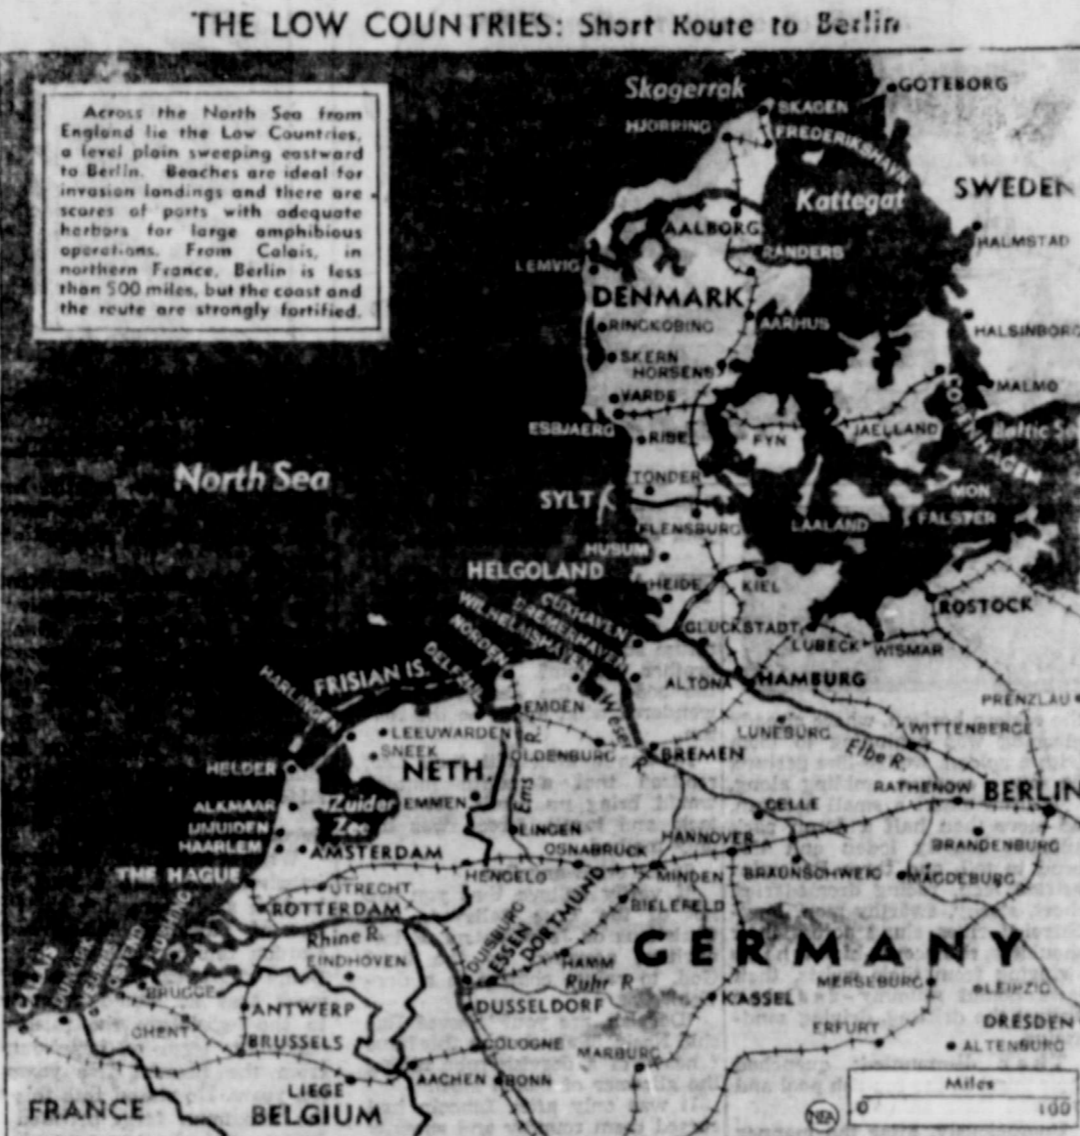 THE LOW COUNTRIES: Short Route to Berlin
Across the North Sea from
England lie the Low Countries,
a level plain sweeping eastward
to Berlin. Beaches are ideal for
invasion landings and there are
scores of ports with adequate
harbors for large amphibious
operations. From Calais, in
northern France, Berlin is less
than 500 miles, but the coast and
the route are strongly fortified.
Skagerrak
GOTEBORG
SKAGEN
HJORRING
FREDERIKSHAVN
SWEDEN
Kattegat
AALBORG
HALMSTAD
RANDERS
LEMVIG
DENMARK
RINGKOBING
AARHUS
HALSINBORG
SKERN
HORSENS
MALMO
VARDE
COPENHAGEN
ESBJAERG
RIBE
FYN
JAELLAND
Baltic S
North Sea
TONDER
SYLT
MON
FLENSBURG
LAALAND
FALSTER
HUSUM
HELGOLAND
HEIDE
KIEL
CUXHAVEN
BREMERHAVEN
WILHELMSHAVEN
NORDEN
ROSTOCK
GLUCKSTADT
LUBECK
WISMAR
DELFZIJL
FRISIAN IS.
HARLINGEN
ALTONA
HAMBURG
PRENZLAU
EMDEN
Weser R.
LEEUWARDEN
LUNEBURG
WITTENBERGE
SNEEK
OLDENBURG
BREMEN
Elbe R.
HELDER
NETH.
RATHENOW
BERLIN
ALKMAAR
Zuider
Zee
EMMEN
Ems R.
CELLE
IJMUIDEN
LINGEN
HANNOVER
HAARLEM
AMSTERDAM
OSNABRUCK
BRANDENBURG
THE HAGUE
HENGELO
MINDEN
BRAUNSCHWEIG
MAGDEBURG
UTRECHT
ROTTERDAM
BIELEFELD
DUISBURG
ESSEN
DORTMUND
Rhine R.
GERMANY
EINDHOVEN
HAMM
Ruhr R.
CALAIS
DUNKIRK
OSTEND
BRUGGE
MERSEBURG
LEIPZIG
ANTWERP
DUSSELDORF
KASSEL
GHENT
BRUSSELS
ERFURT
DRESDEN
COLOGNE
MARBURG
ALTENBURG
AACHEN
BONN
LIEGE
FRANCE
BELGIUM
Miles
0 100
NEA